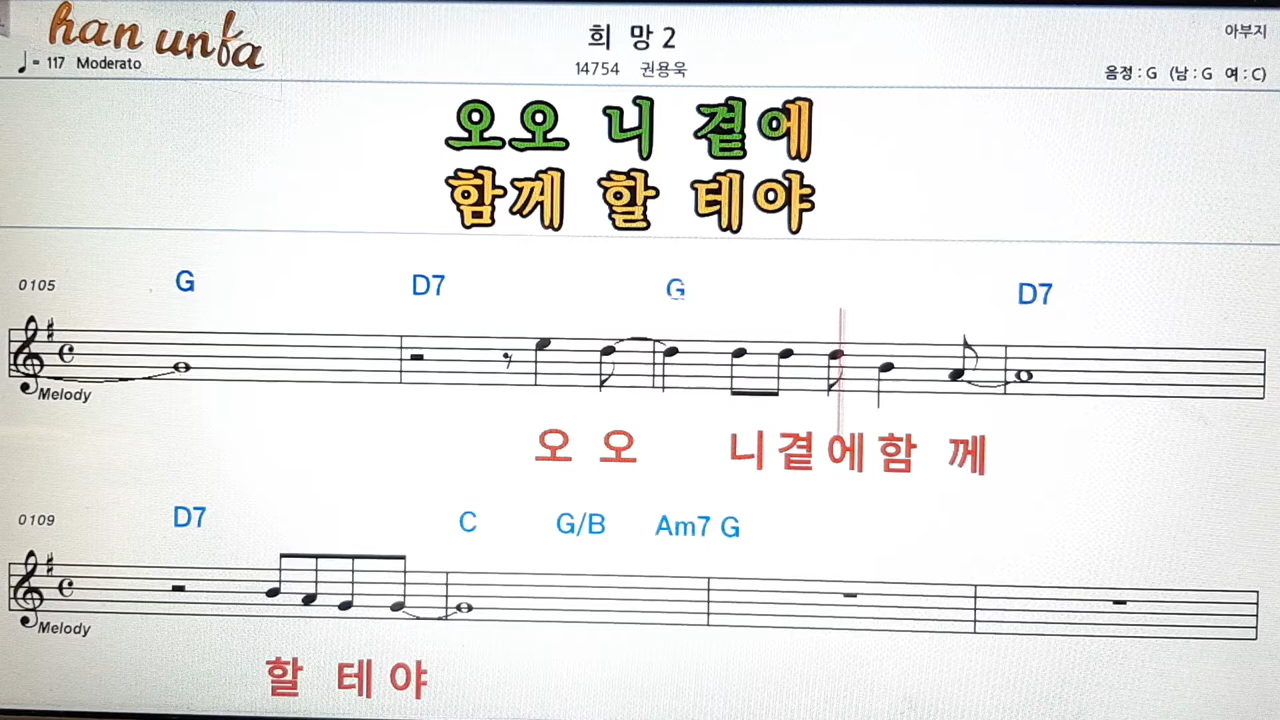 han unfa
희 망 2
아부지
♩= 117 Moderato
14754 권용욱
음정 : G (남 : G 여 : C)
오오 니 곁에
함께 할 테야
0105 G D7 G D7
Melody
오 오 니 곁 에 함 께
0109 D7 C G/B Am7 G
Melody
할 테 야